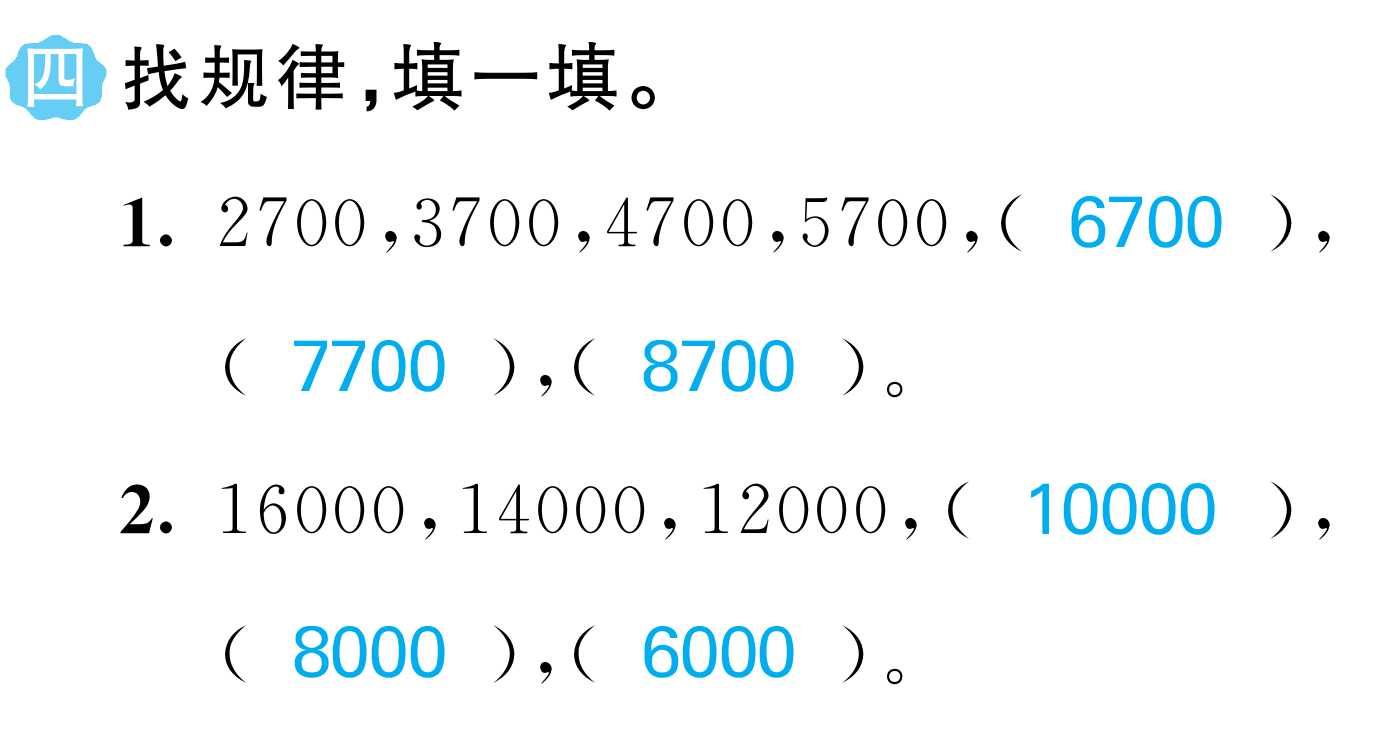 四 找规律,填一填。
1. 2700,3700,4700,5700,( 6700 ),
( 7700 ),( 8700 )。
2. 16000,14000,12000,( 10000 ),
( 8000 ),( 6000 )。